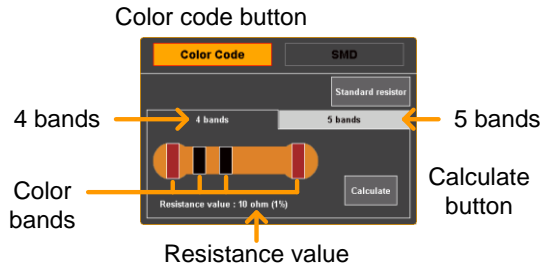 Color code button
Color Code
SMD
Standard resistor
4 bands
4 bands
5 bands
5 bands
Color
bands
Resistance value : 10 ohm (1%)
Calculate
Calculate
button
Resistance value